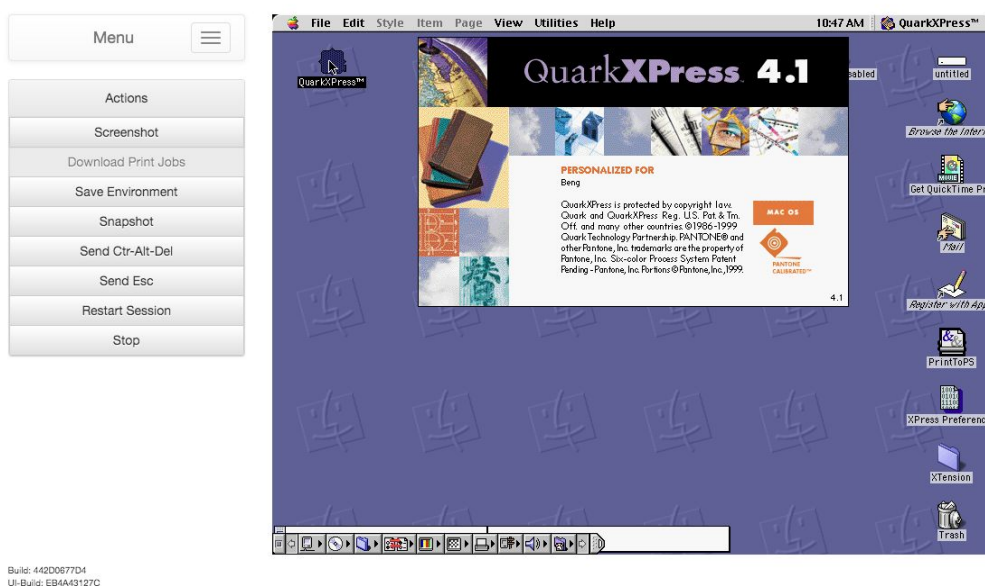 Menu
Actions
Screenshot
Download Print Jobs
Save Environment
Snapshot
Send Ctr-Alt-Del
Send Esc
Restart Session
Stop
Build: 442D0677D4
UI-Build: EB4A43127C
File Edit Style Item Page View Utilities Help 10:47 AM QuarkXPress™
QuarkXPress™
QuarkXPress 4.1
PERSONALIZED FOR
Beng
QuarkXPress is protected by copyright law.
Quark and QuarkXPress Reg. U.S. Pat. & Tm.
Off. and many other countries. ©1986-1999
Quark Technology Partnership. PANTONE® and
other Pantone, Inc. trademarks are the property of
Pantone, Inc. Six-color Process System Patent
Pending - Pantone, Inc. Portions © Pantone, Inc., 1999.
MAC OS
PANTONE
CALIBRATED™
4.1
abled
untitled
Browse the Inter
MOVIE
Get QuickTime Pr
Mail
Register with App
PrintToPS
XPress Preferenc
XTension
Trash